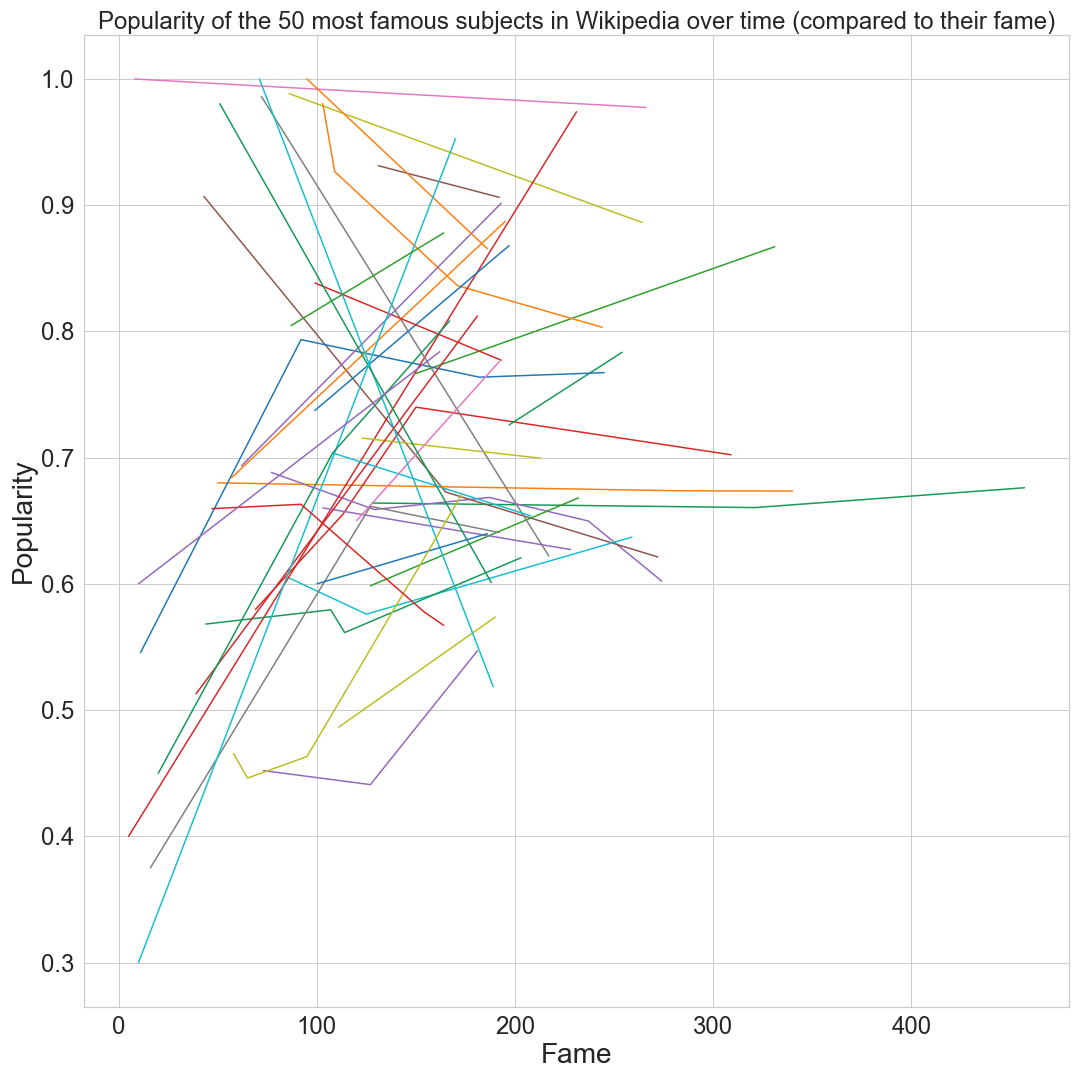 Popularity of the 50 most famous subjects in Wikipedia over time (compared to their fame)
1.0
0.9
0.8
0.7
0.6
0.5
0.4
0.3
Popularity
0 100 200 300 400
Fame